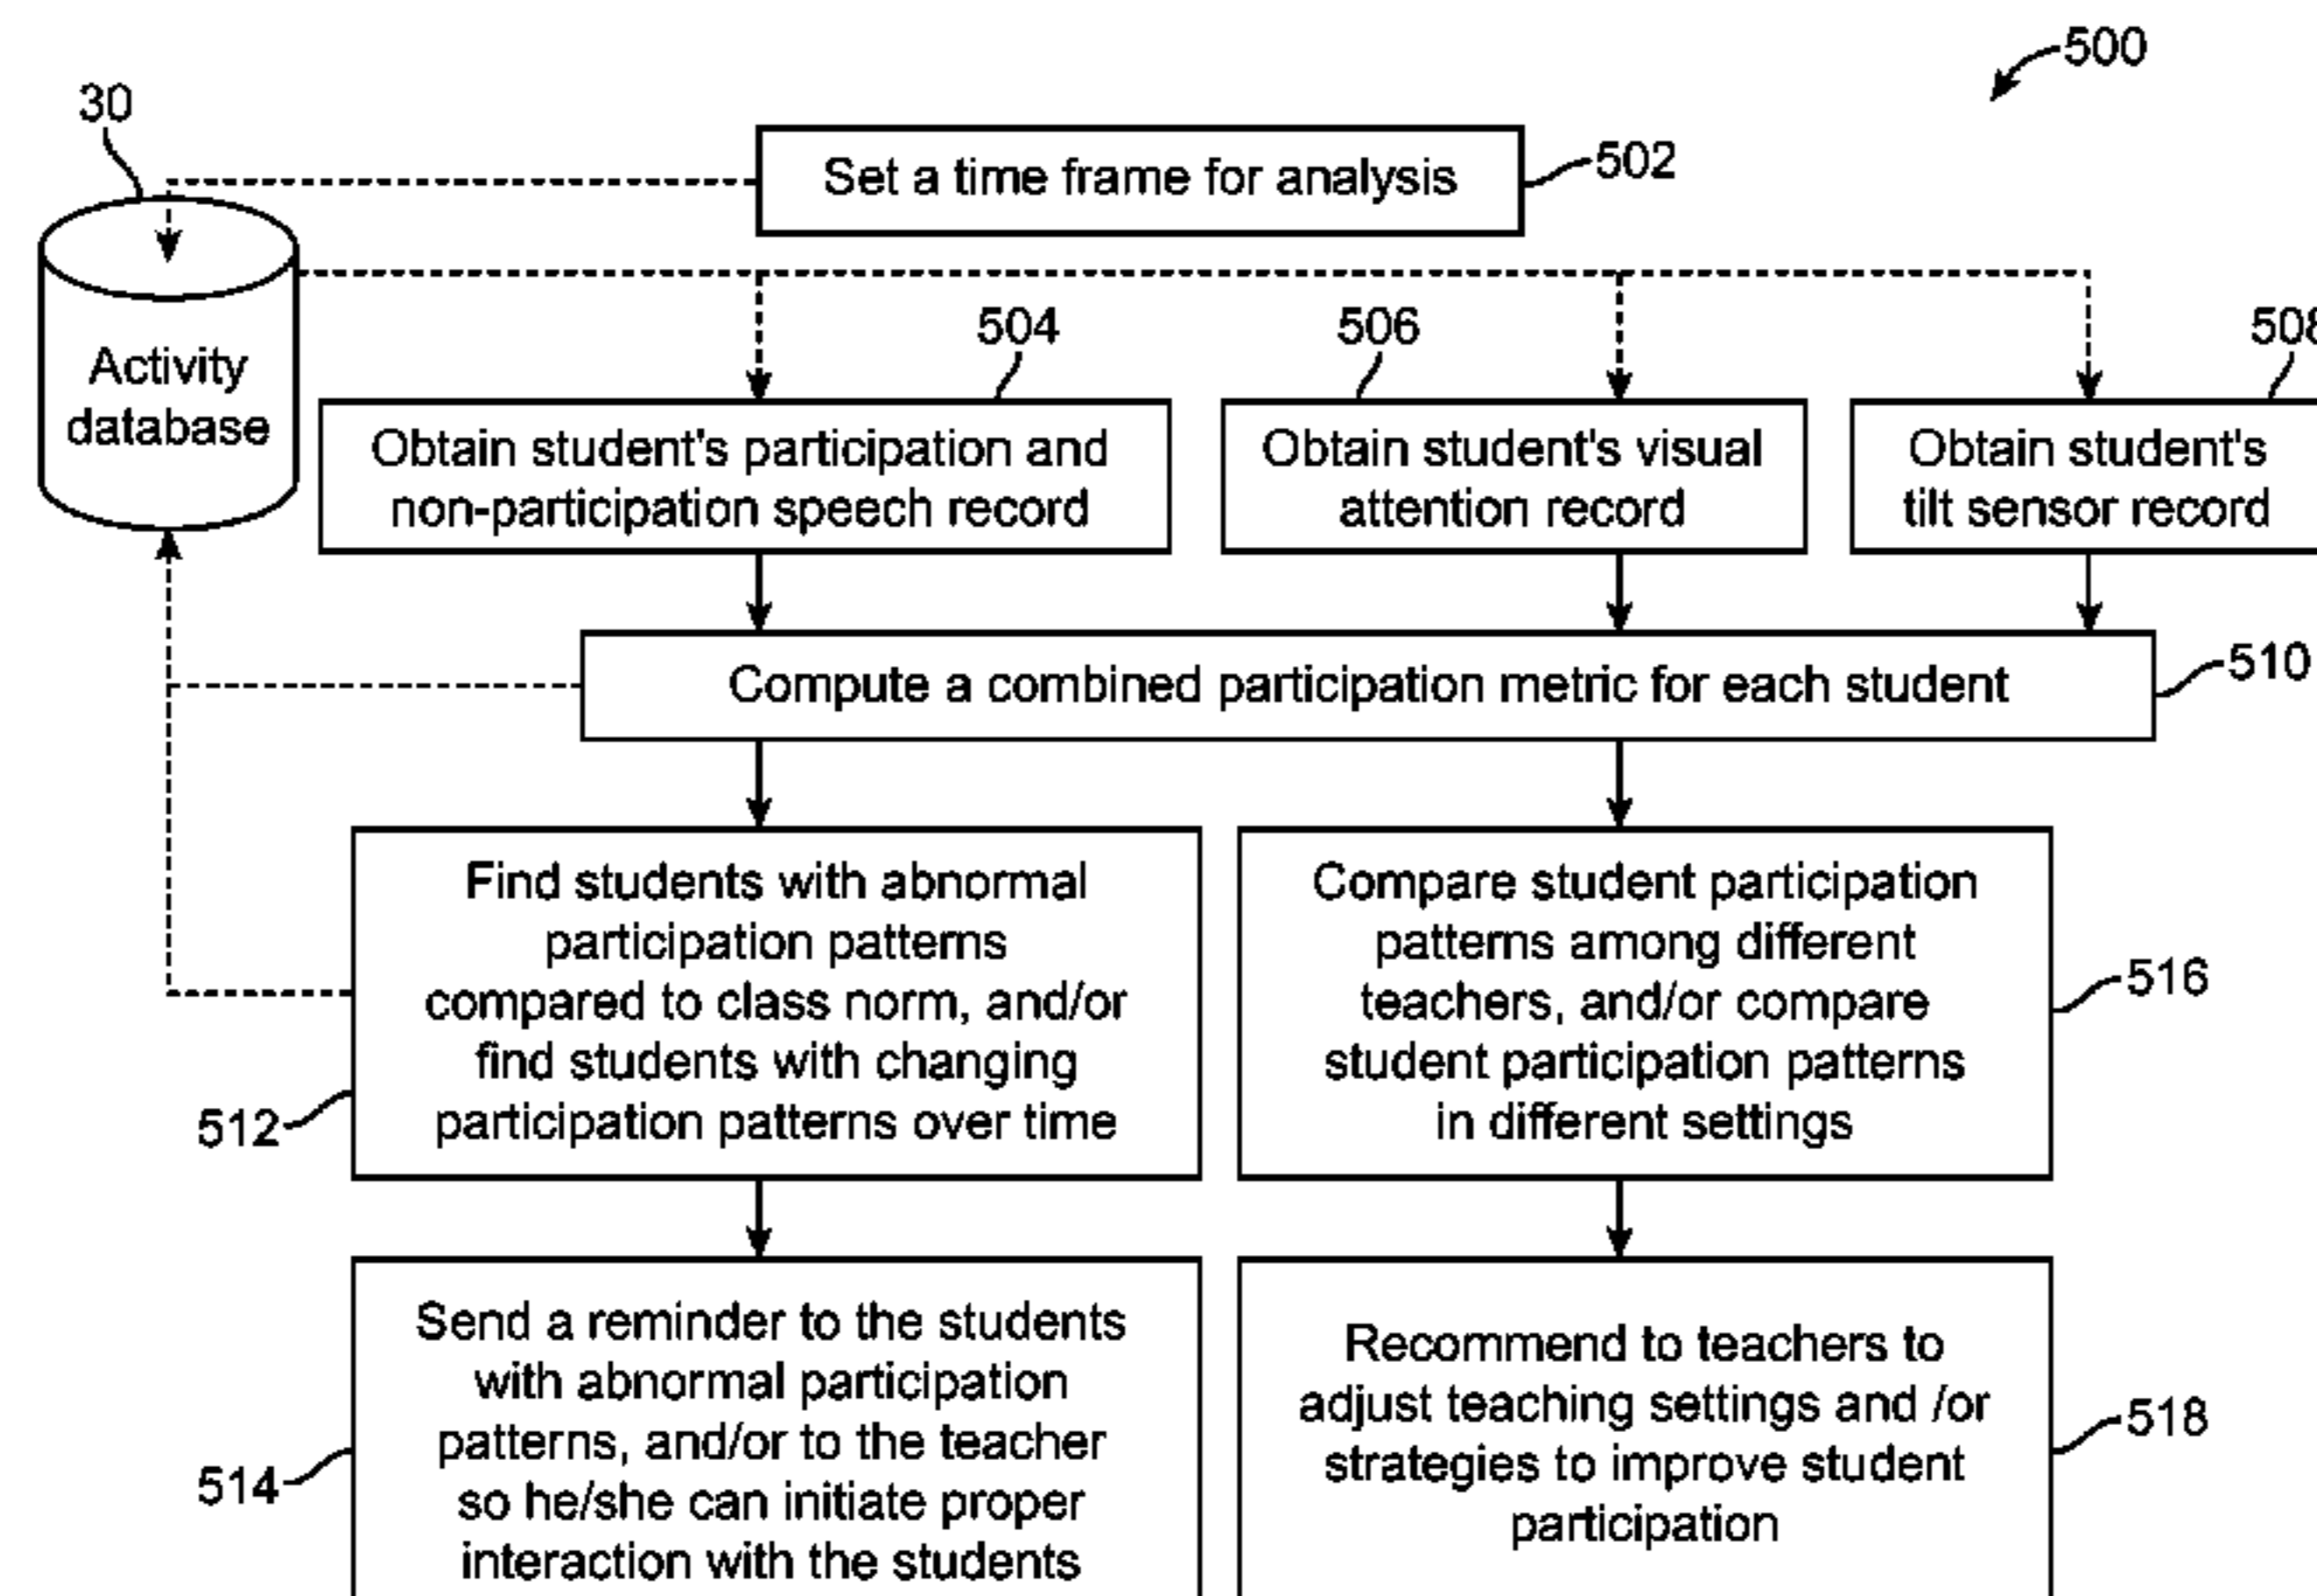 500
30
Set a time frame for analysis
502
Activity
database
504
506
508
Obtain student's participation and
non-participation speech record
Obtain student's visual
attention record
Obtain student's
tilt sensor record
Compute a combined participation metric for each student
510
Find students with abnormal
participation patterns
compared to class norm, and/or
find students with changing
participation patterns over time
512
Compare student participation
patterns among different
teachers, and/or compare
student participation patterns
in different settings
516
Send a reminder to the students
with abnormal participation
patterns, and/or to the teacher
so he/she can initiate proper
interaction with the students
514
Recommend to teachers to
adjust teaching settings and /or
strategies to improve student
participation
518